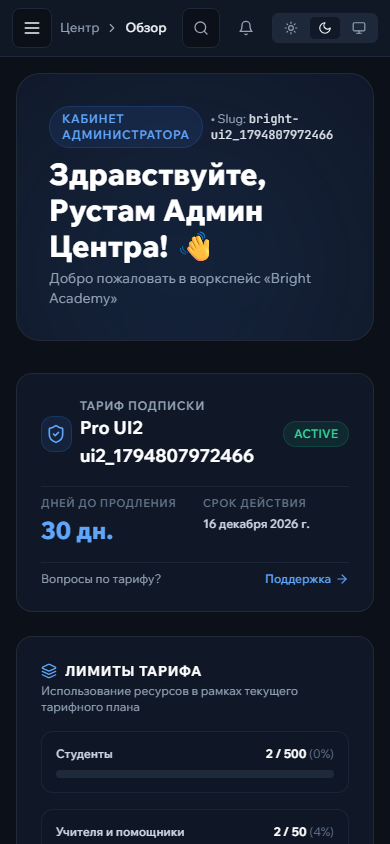 Центр > Обзор
КАБИНЕТ
АДМИНИСТРАТОРА
• Slug: bright-
ui2_1794807972466
Здравствуйте,
Рустам Админ
Центра! 👋
Добро пожаловать в воркспейс «Bright
Academy»
ТАРИФ ПОДПИСКИ
Pro UI2
ui2_1794807972466
ACTIVE
ДНЕЙ ДО ПРОДЛЕНИЯ
30 дн.
СРОК ДЕЙСТВИЯ
16 декабря 2026 г.
Вопросы по тарифу?
Поддержка →
ЛИМИТЫ ТАРИФА
Использование ресурсов в рамках текущего
тарифного плана
Студенты 2 / 500 (0%)
Учителя и помощники 2 / 50 (4%)